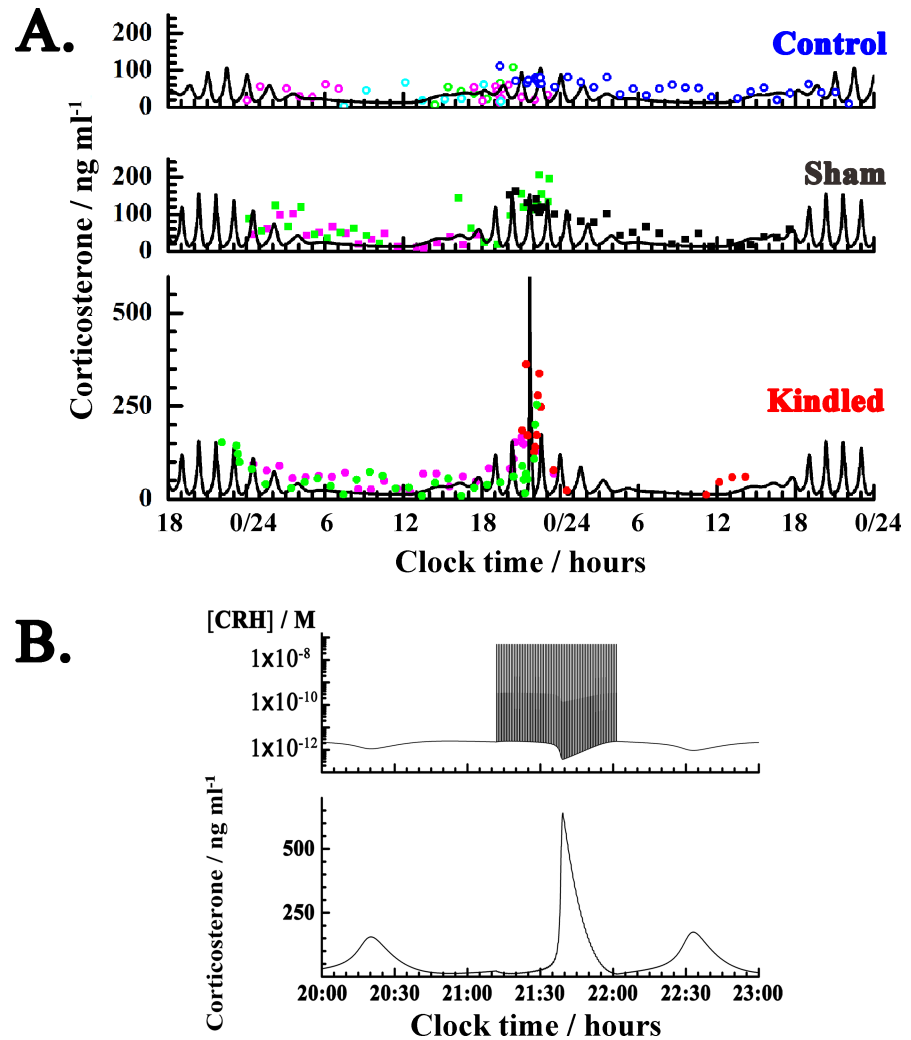 A.
200
100
0
Control
200
100
0
Sham
500
250
0
Kindled
Corticosterone / ng ml-1
18 0/24 6 12 18 0/24 6 12 18 0/24
Clock time / hours
B.
[CRH] / M
1x10-8
1x10-10
1x10-12
500
250
Corticosterone / ng ml-1
20:00 20:30 21:00 21:30 22:00 22:30 23:00
Clock time / hours